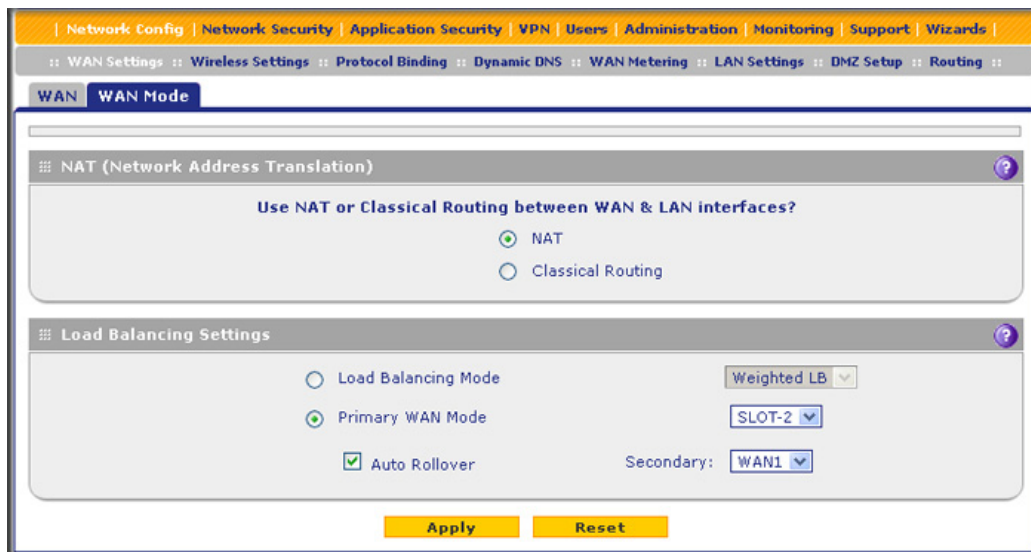 | Network Config | Network Security | Application Security | VPN | Users | Administration | Monitoring | Support | Wizards |
:: WAN Settings :: Wireless Settings :: Protocol Binding :: Dynamic DNS :: WAN Metering :: LAN Settings :: DMZ Setup :: Routing ::
WAN WAN Mode
NAT (Network Address Translation) ?
Use NAT or Classical Routing between WAN & LAN interfaces?
NAT
Classical Routing
Load Balancing Settings ?
Load Balancing Mode Weighted LB
Primary WAN Mode SLOT-2
Auto Rollover Secondary: WAN1
Apply Reset